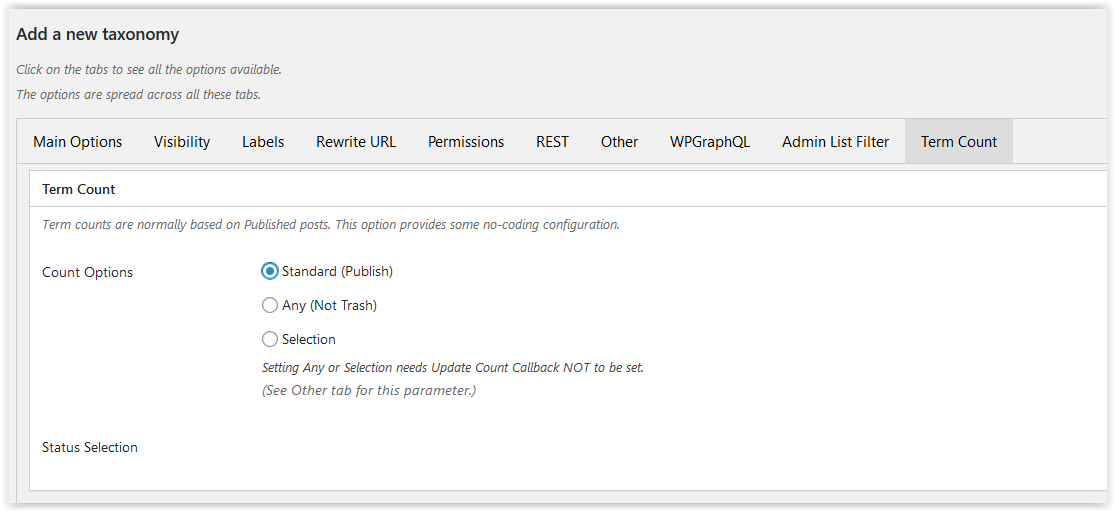 Add a new taxonomy
Click on the tabs to see all the options available.
The options are spread across all these tabs.
Main Options Visibility Labels Rewrite URL Permissions REST Other WPGraphQL Admin List Filter Term Count
Term Count
Term counts are normally based on Published posts. This option provides some no-coding configuration.
Count Options Standard (Publish)
Any (Not Trash)
Selection
Setting Any or Selection needs Update Count Callback NOT to be set.
(See Other tab for this parameter.)
Status Selection